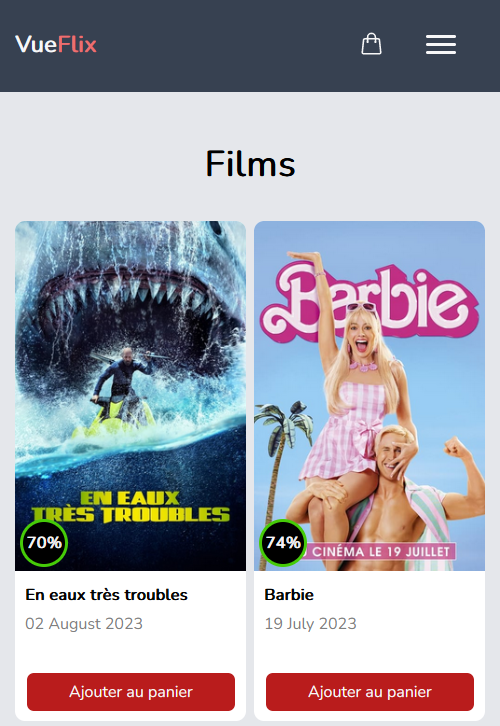 VueFlix
Films
EN EAUX
TRÈS TROUBLES
70%
Barbie
CINÉMA LE 19 JUILLET
74%
En eaux très troubles
02 August 2023
Ajouter au panier
Barbie
19 July 2023
Ajouter au panier